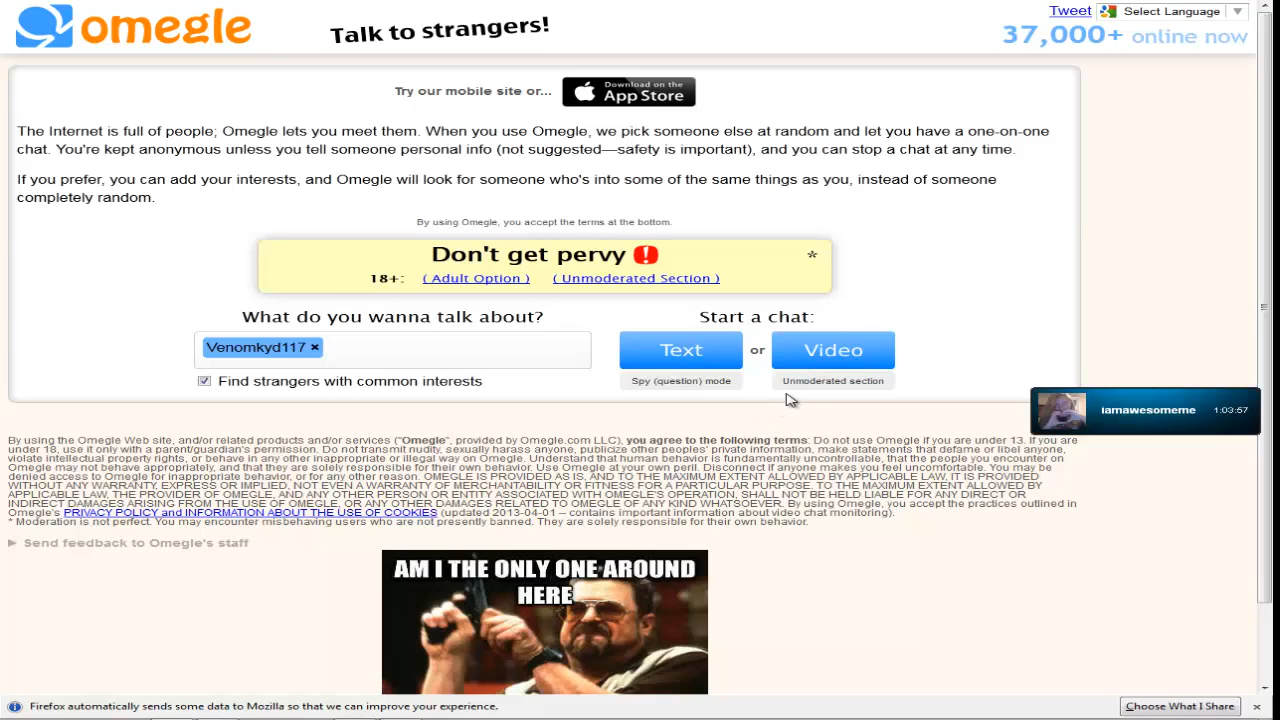 omegle
Talk to strangers!
Tweet Select Language
37,000+ online now
Try our mobile site or... Download on the App Store
The Internet is full of people; Omegle lets you meet them. When you use Omegle, we pick someone else at random and let you have a one-on-one
chat. You're kept anonymous unless you tell someone personal info (not suggested—safety is important), and you can stop a chat at any time.
If you prefer, you can add your interests, and Omegle will look for someone who's into some of the same things as you, instead of someone
completely random.
By using Omegle, you accept the terms at the bottom.
Don't get pervy ! *
18+: ( Adult Option ) ( Unmoderated Section )
What do you wanna talk about? Start a chat:
Venomkyd117 × Text or Video
Find strangers with common interests Spy (question) mode Unmoderated section
iamawesomeme 1:03:57
By using the Omegle Web site, and/or related products and/or services ("Omegle", provided by Omegle.com LLC), you agree to the following terms: Do not use Omegle if you are under 13. If you are
under 18, use it only with a parent/guardian's permission. Do not transmit nudity, sexually harass anyone, publicize other peoples' private information, make statements that defame or libel anyone,
violate intellectual property rights, or behave in any other inappropriate or illegal way on Omegle. Understand that human behavior is fundamentally uncontrollable, that the people you encounter on
Omegle may not behave appropriately, and that they are solely responsible for their own behavior. Use Omegle at your own peril. Disconnect if anyone makes you feel uncomfortable. You may be
denied access to Omegle for inappropriate behavior, or for any other reason. OMEGLE IS PROVIDED AS IS, AND TO THE MAXIMUM EXTENT ALLOWED BY APPLICABLE LAW, IT IS PROVIDED
WITHOUT ANY WARRANTY, EXPRESS OR IMPLIED, NOT EVEN A WARRANTY OF MERCHANTABILITY OR FITNESS FOR A PARTICULAR PURPOSE. TO THE MAXIMUM EXTENT ALLOWED BY
APPLICABLE LAW, THE PROVIDER OF OMEGLE, AND ANY OTHER PERSON OR ENTITY ASSOCIATED WITH OMEGLE'S OPERATION, SHALL NOT BE HELD LIABLE FOR ANY DIRECT OR
INDIRECT DAMAGES ARISING FROM THE USE OF OMEGLE, OR ANY OTHER DAMAGES RELATED TO OMEGLE OF ANY KIND WHATSOEVER. By using Omegle, you accept the practices outlined in
Omegle's PRIVACY POLICY and INFORMATION ABOUT THE USE OF COOKIES (updated 2013-04-01 – contains important information about video chat monitoring).
* Moderation is not perfect. You may encounter misbehaving users who are not presently banned. They are solely responsible for their own behavior.
Send feedback to Omegle's staff
AM I THE ONLY ONE AROUND
HERE
Firefox automatically sends some data to Mozilla so that we can improve your experience. Choose What I Share ×